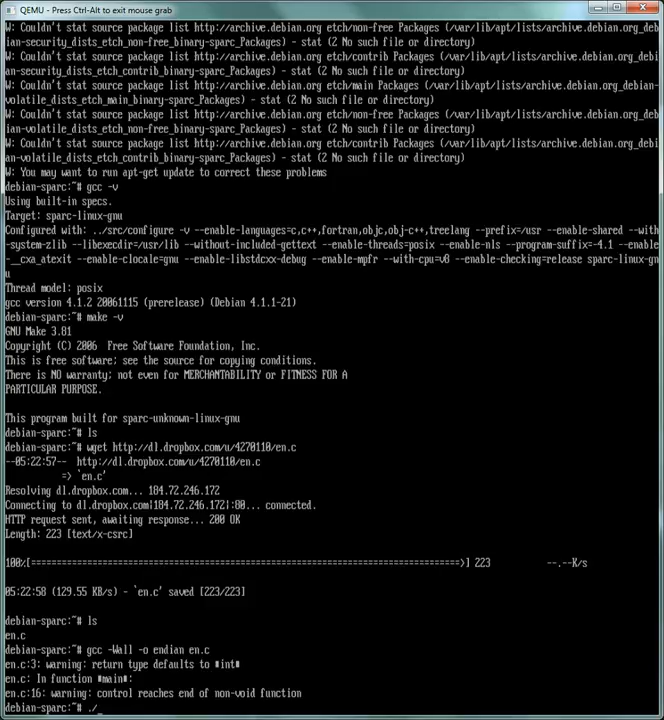 QEMU - Press Ctrl-Alt to exit mouse grab
W: Couldn't stat source package list http://archive.debian.org etch/non-free Packages (/var/lib/apt/lists/archive.debian.org_debi
ian-security_dists_etch_non-free_binary-sparc_Packages) - stat (2 No such file or directory)
W: Couldn't stat source package list http://archive.debian.org etch/contrib Packages (/var/lib/apt/lists/archive.debian.org_debi
ian-security_dists_etch_contrib_binary-sparc_Packages) - stat (2 No such file or directory)
W: Couldn't stat source package list http://archive.debian.org etch/main Packages (/var/lib/apt/lists/archive.debian.org_debian-
volatile_dists_etch_main_binary-sparc_Packages) - stat (2 No such file or directory)
W: Couldn't stat source package list http://archive.debian.org etch/non-free Packages (/var/lib/apt/lists/archive.debian.org_deb
ian-volatile_dists_etch_non-free_binary-sparc_Packages) - stat (2 No such file or directory)
W: Couldn't stat source package list http://archive.debian.org etch/contrib Packages (/var/lib/apt/lists/archive.debian.org_debi
an-volatile_dists_etch_contrib_binary-sparc_Packages) - stat (2 No such file or directory)
W: You may want to run apt-get update to correct these problems
debian-sparc:~# gcc -v
Using built-in specs.
Target: sparc-linux-gnu
Configured with: ../src/configure -v --enable-languages=c,c++,fortran,objc,obj-c++,treelang --prefix=/usr --enable-shared --with
-system-zlib --libexecdir=/usr/lib --without-included-gettext --enable-threads=posix --enable-nls --program-suffix=-4.1 --enable
-__cxa_atexit --enable-clocale=gnu --enable-libstdcxx-debug --enable-mpfr --with-cpu=v8 --enable-checking=release sparc-linux-gn
u
Thread model: posix
gcc version 4.1.2 20061115 (prerelease) (Debian 4.1.1-21)
debian-sparc:~# make -v
GNU Make 3.81
Copyright (C) 2006  Free Software Foundation, Inc.
This is free software; see the source for copying conditions.
There is NO warranty; not even for MERCHANTABILITY or FITNESS FOR A
PARTICULAR PURPOSE.
This program built for sparc-unknown-linux-gnu
debian-sparc:~# ls
debian-sparc:~# wget http://dl.dropbox.com/u/4270110/en.c
--05:22:57--  http://dl.dropbox.com/u/4270110/en.c
=> `en.c'
Resolving dl.dropbox.com... 184.72.246.172
Connecting to dl.dropbox.com|184.72.246.172|:80... connected.
HTTP request sent, awaiting response... 200 OK
Length: 223 [text/x-csrc]
100%[====================================================================================>] 223 --.--K/s
05:22:58 (129.55 KB/s) - `en.c' saved [223/223]
debian-sparc:~# ls
en.c
debian-sparc:~# gcc -Wall -o endian en.c
en.c:3: warning: return type defaults to ■int■
en.c: In function ■main■:
en.c:16: warning: control reaches end of non-void function
debian-sparc:~# ./_